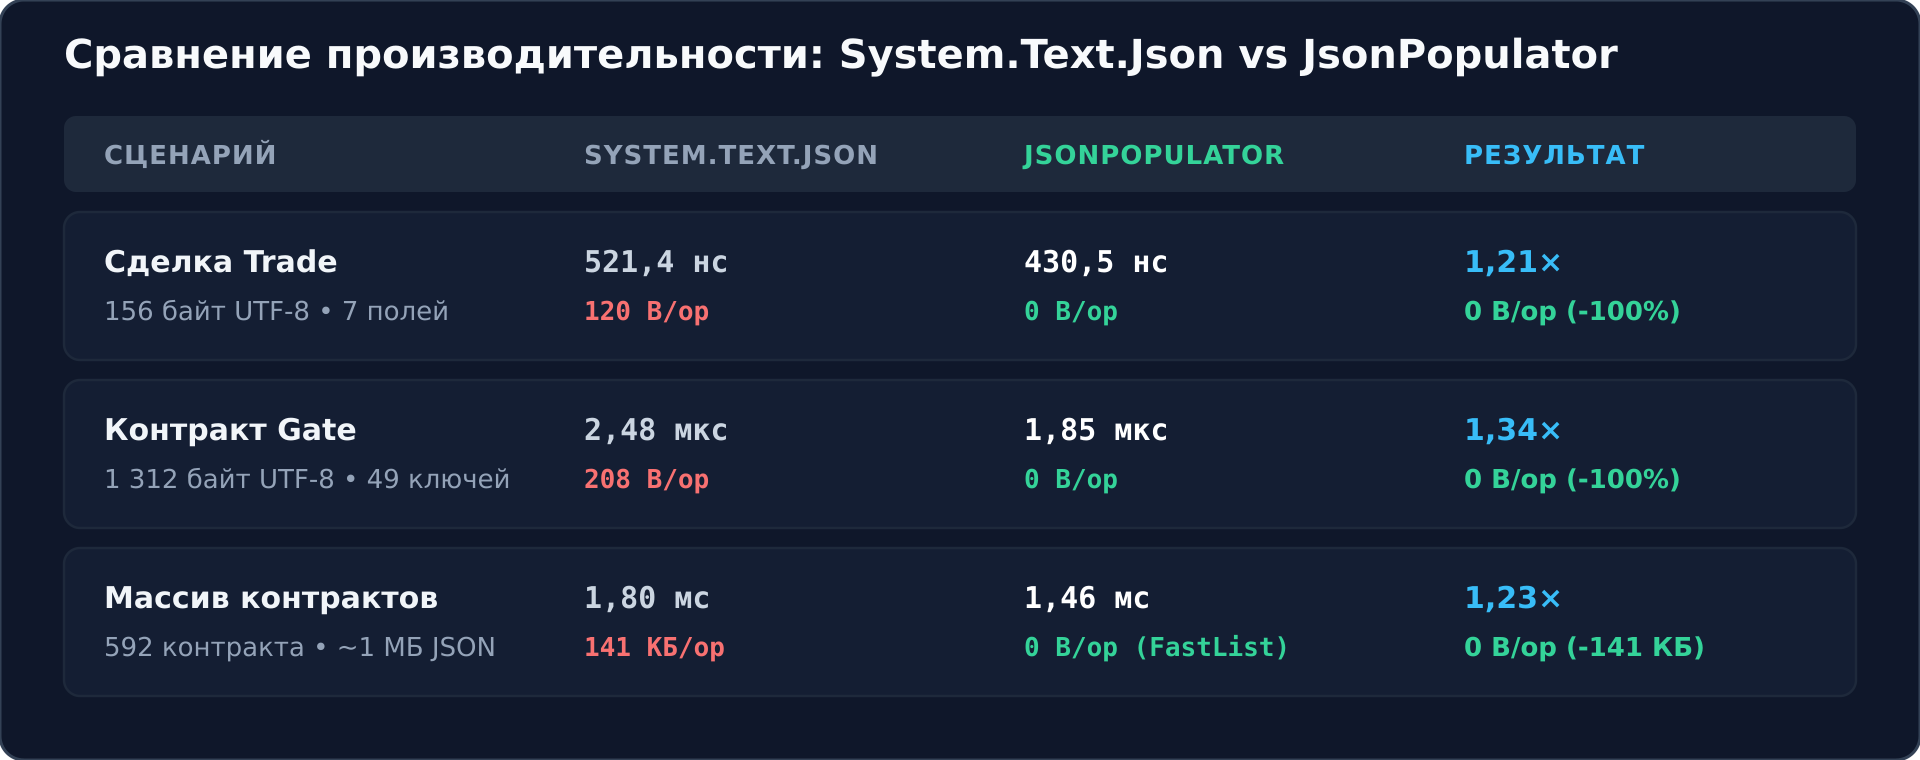 Сравнение производительности: System.Text.Json vs JsonPopulator
СЦЕНАРИЙ SYSTEM.TEXT.JSON JSONPOPULATOR РЕЗУЛЬТАТ
Сделка Trade 521,4 нс 430,5 нс 1,21×
156 байт UTF-8 • 7 полей 120 B/op 0 B/op 0 B/op (-100%)
Контракт Gate 2,48 мкс 1,85 мкс 1,34×
1 312 байт UTF-8 • 49 ключей 208 B/op 0 B/op 0 B/op (-100%)
Массив контрактов 1,80 мс 1,46 мс 1,23×
592 контракта • ~1 МБ JSON 141 КБ/op 0 B/op (FastList) 0 B/op (-141 КБ)